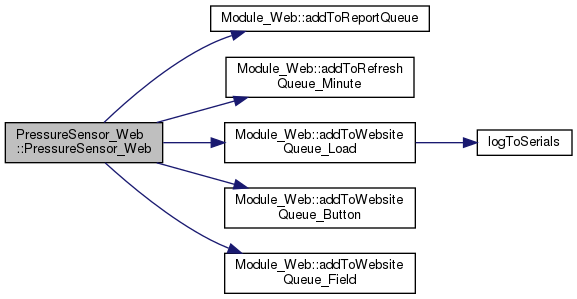 Module_Web::addToReportQueue
Module_Web::addToRefresh
Queue_Minute
PressureSensor_Web
::PressureSensor_Web
Module_Web::addToWebsite
Queue_Load
logToSerials
Module_Web::addToWebsite
Queue_Button
Module_Web::addToWebsite
Queue_Field